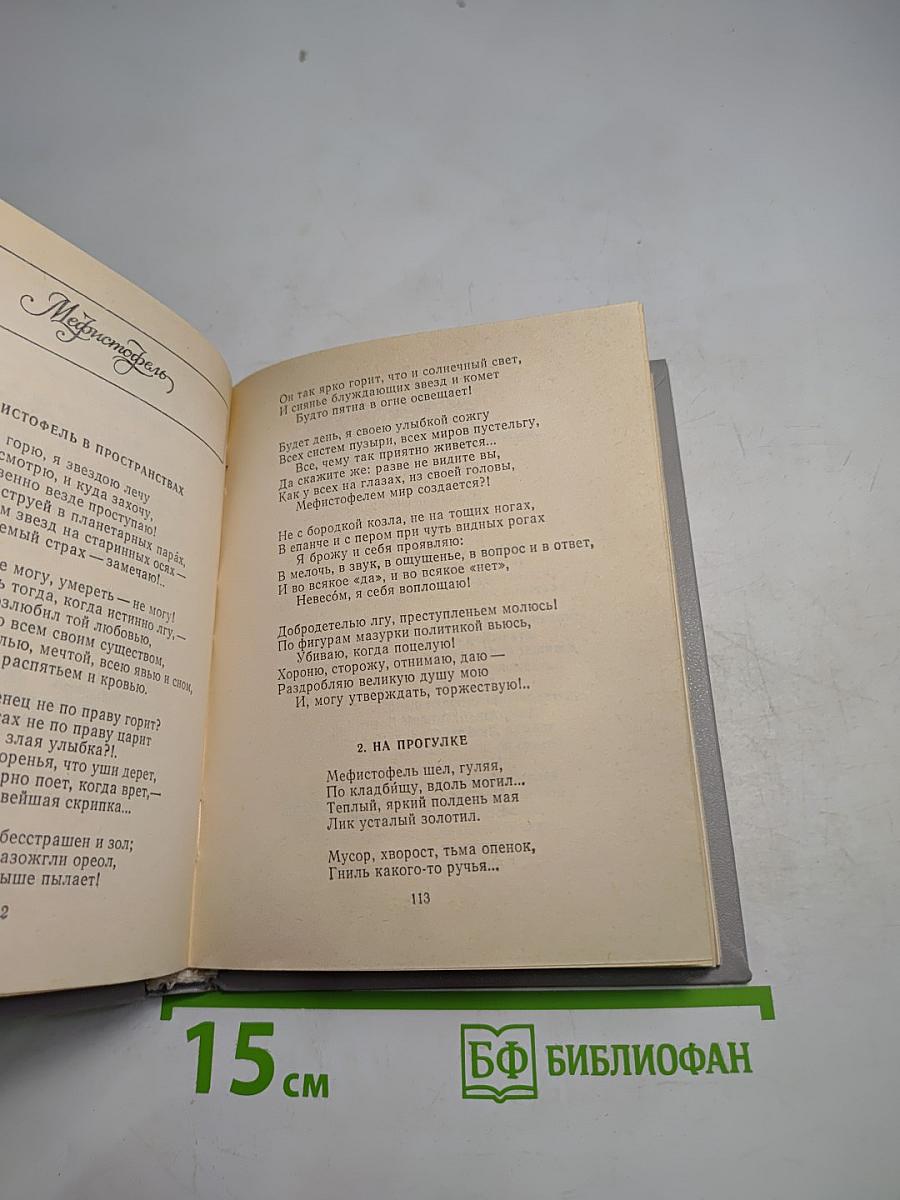 Мефистофель
ИСТОФЕЛЬ В ПРОСТРАНСТВАХ
горю, я звездою лечу
смотрю, и куда захочу,
венно везде проступаю!
струей в планетарных пара́х,
м звезд на старинных осях —
емый страх — замечаю!..
е могу, умереть — не могу!
ь тогда, когда истинно лгу, —
злюбил той любовью,
о всем своим существом,
лью, мечтой, всею явью и сном,
распятьем и кровью.
енец не по праву горит?
ах не по праву царит
злая улыбка?!.
оренья, что уши дерет,
рно поет, когда врет,—
вейшая скрипка...
бесстрашен и зол;
азожгли ореол,
ыше пылает!
2
Он так ярко горит, что и солнечный свет,
И сиянье блуждающих звезд и комет
Будто пятна в огне освещает!
Будет день, я своею улыбкой сожгу
Всех систем пузыри, всех миров пустельгу,
Все, чему так приятно живется...
Да скажите же: разве не видите вы,
Как у всех на глазах, из своей головы,
Мефистофелем мир создается?!
Не с бородкой козла, не на тощих ногах,
В епанче и с пером при чуть видных рогах
Я брожу и себя проявляю:
В мелочь, в звук, в ощущенье, в вопрос и в ответ,
И во всякое «да», и во всякое «нет»,
Невесо́м, я себя воплощаю!
Добродетелью лгу, преступленьем молюсь!
По фигурам мазурки политикой вьюсь,
Убиваю, когда поцелую!
Хороню, сторожу, отнимаю, даю —
Раздробляю великую душу мою
И, могу утверждать, торжествую!..
2. НА ПРОГУЛКЕ
Мефистофель шел, гуляя,
По кладби́щу, вдоль могил...
Теплый, яркий полдень мая
Лик усталый золотил.
Мусор, хворост, тьма опенок,
Гниль какого-то ручья...
113
15 см
БФ БИБЛИОФАН